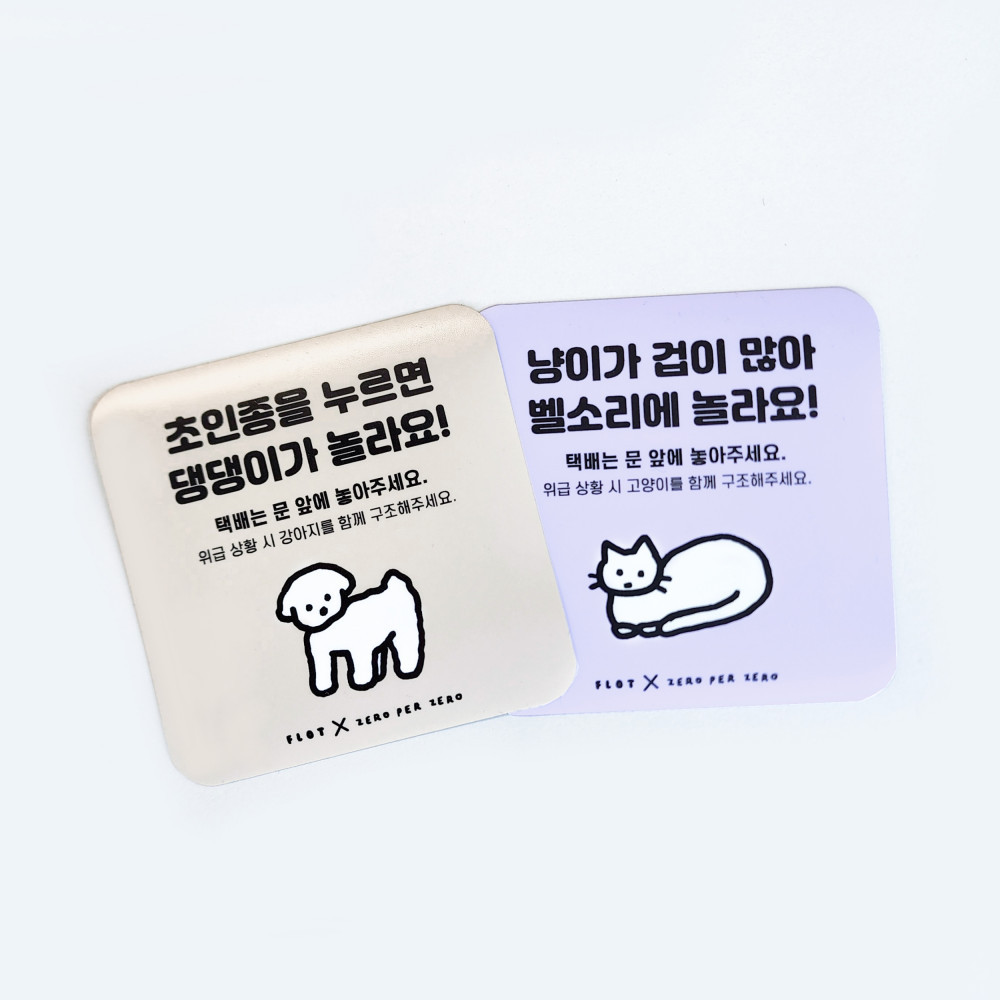 초인종을 누르면
댕댕이가 놀라요!
택배는 문 앞에 놓아주세요.
위급 상황 시 강아지를 함께 구조해주세요.
FLOT X ZERO PER ZERO
냥이가 겁이 많아
벨소리에 놀라요!
택배는 문 앞에 놓아주세요.
위급 상황 시 고양이를 함께 구조해주세요.
FLOT X ZERO PER ZERO